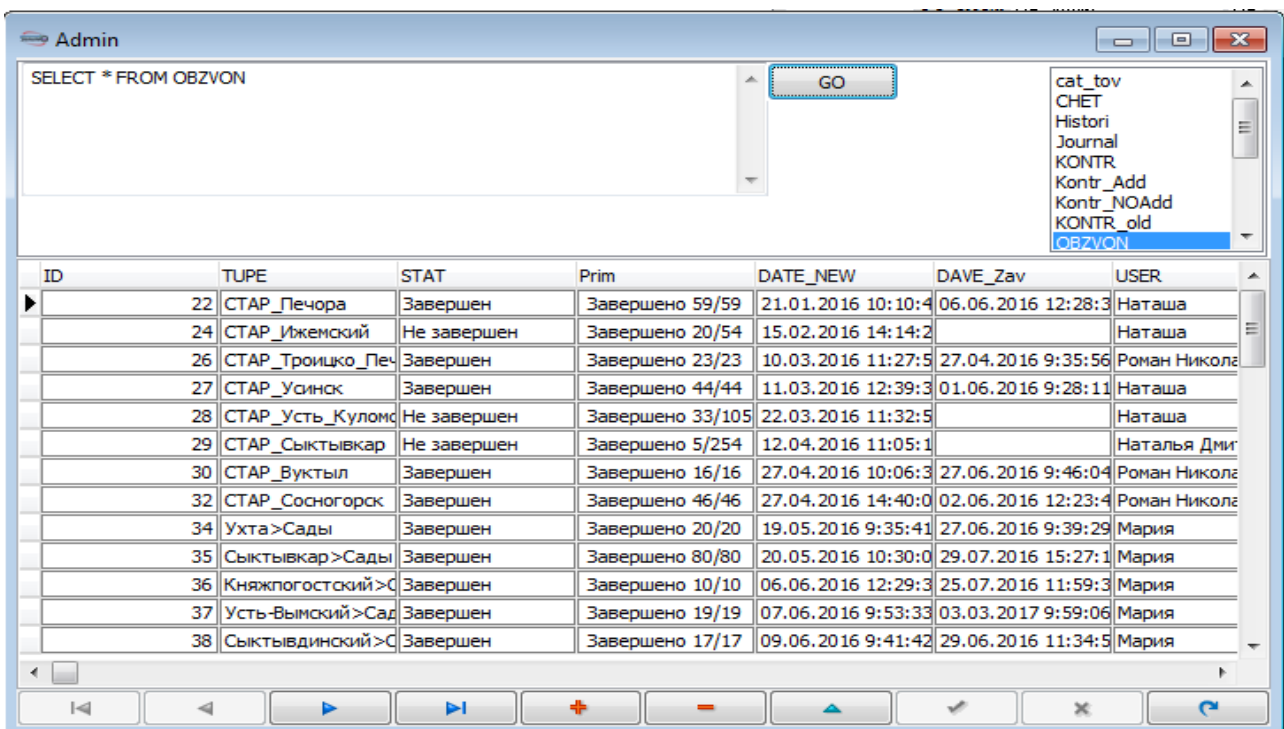 Admin
SELECT * FROM OBZVON
GO
cat_tov
CHET
Histori
Journal
KONTR
Kontr_Add
Kontr_NOAdd
KONTR_old
OBZVON
ID TUPE STAT Prim DATE_NEW DAVE_Zav USER
22 СТАР_Печора Завершен Завершено 59/59 21.01.2016 10:10:4 06.06.2016 12:28:3 Наташа
24 СТАР_Ижемский Не завершен Завершено 20/54 15.02.2016 14:14:2 Наташа
26 СТАР_Троицко_Печ Завершен Завершено 23/23 10.03.2016 11:27:5 27.04.2016 9:35:56 Роман Никола
27 СТАР_Усинск Завершен Завершено 44/44 11.03.2016 12:39:3 01.06.2016 9:28:11 Наташа
28 СТАР_Усть_Куломс Не завершен Завершено 33/105 22.03.2016 11:32:5 Наташа
29 СТАР_Сыктывкар Не завершен Завершено 5/254 12.04.2016 11:05:1 Наталья Дмит
30 СТАР_Вуктыл Завершен Завершено 16/16 27.04.2016 10:06:3 27.06.2016 9:46:04 Роман Никола
32 СТАР_Сосногорск Завершен Завершено 46/46 27.04.2016 14:40:0 02.06.2016 12:23:4 Роман Никола
34 Ухта>Сады Завершен Завершено 20/20 19.05.2016 9:35:41 27.06.2016 9:39:29 Мария
35 Сыктывкар>Сады Завершен Завершено 80/80 20.05.2016 10:30:0 29.07.2016 15:27:1 Мария
36 Княжпогостский>С Завершен Завершено 10/10 06.06.2016 12:29:3 25.07.2016 11:59:3 Мария
37 Усть-Вымский>Сад Завершен Завершено 19/19 07.06.2016 9:53:33 03.03.2017 9:59:06 Мария
38 Сыктывдинский>С Завершен Завершено 17/17 09.06.2016 9:41:42 29.06.2016 11:34:5 Мария